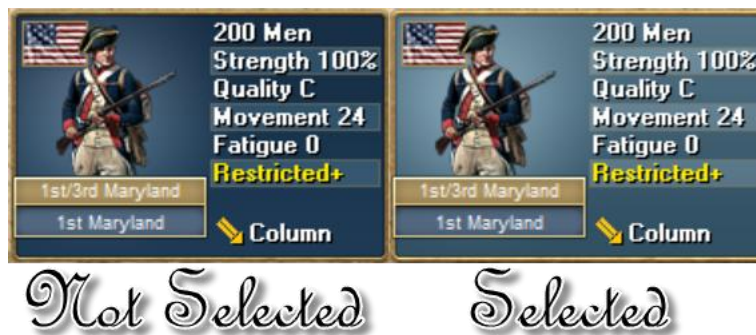 200 Men
Strength 100%
Quality C
Movement 24
Fatigue 0
Restricted+
1st/3rd Maryland
1st Maryland
Column
200 Men
Strength 100%
Quality C
Movement 24
Fatigue 0
Restricted+
1st/3rd Maryland
1st Maryland
Column
Not Selected
Selected